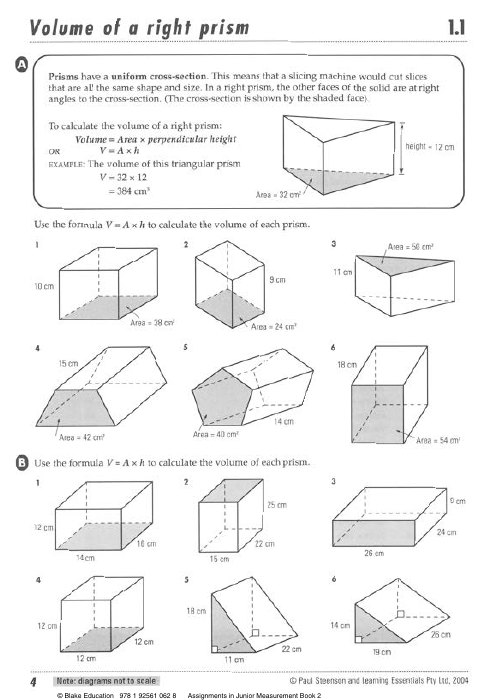 Volume of a right prism 1.1
A
Prisms have a uniform cross-section. This means that a slicing machine would cut slices
that are all the same shape and size. In a right prism, the other faces of the solid are at right
angles to the cross-section. (The cross-section is shown by the shaded face).
To calculate the volume of a right prism:
Volume = Area × perpendicular height
OR V = A × h
EXAMPLE: The volume of this triangular prism
V = 32 × 12
= 384 cm³
height = 12 cm
Area = 32 cm²
Use the formula V = A × h to calculate the volume of each prism.
1
10 cm
Area = 38 cm²
2
9 cm
Area = 24 cm²
3
Area = 50 cm²
11 cm
4
15 cm
Area = 42 cm²
5
14 cm
Area = 40 cm²
6
18 cm
Area = 54 cm²
B Use the formula V = A × h to calculate the volume of each prism.
1
12 cm
16 cm
14cm
2
25 cm
22 cm
15 cm
3
9 cm
24 cm
26 cm
4
12 cm
12 cm
12 cm
5
18 cm
22 cm
11 cm
6
14 cm
26 cm
19 cm
4 Note: diagrams not to scale © Paul Steenson and learning Essentials Pty Ltd, 2004
© Blake Education 978 1 92561 062 8 Assignments in Junior Measurement Book 2